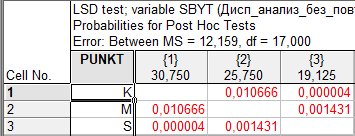 LSD test; variable SBYT (Дисп_анализ_без_пов
Probabilities for Post Hoc Tests
Error: Between MS = 12,159, df = 17,000
Cell No. PUNKT {1} {2} {3}
30,750 25,750 19,125
1 K 0,010666 0,000004
2 M 0,010666 0,001431
3 S 0,000004 0,001431